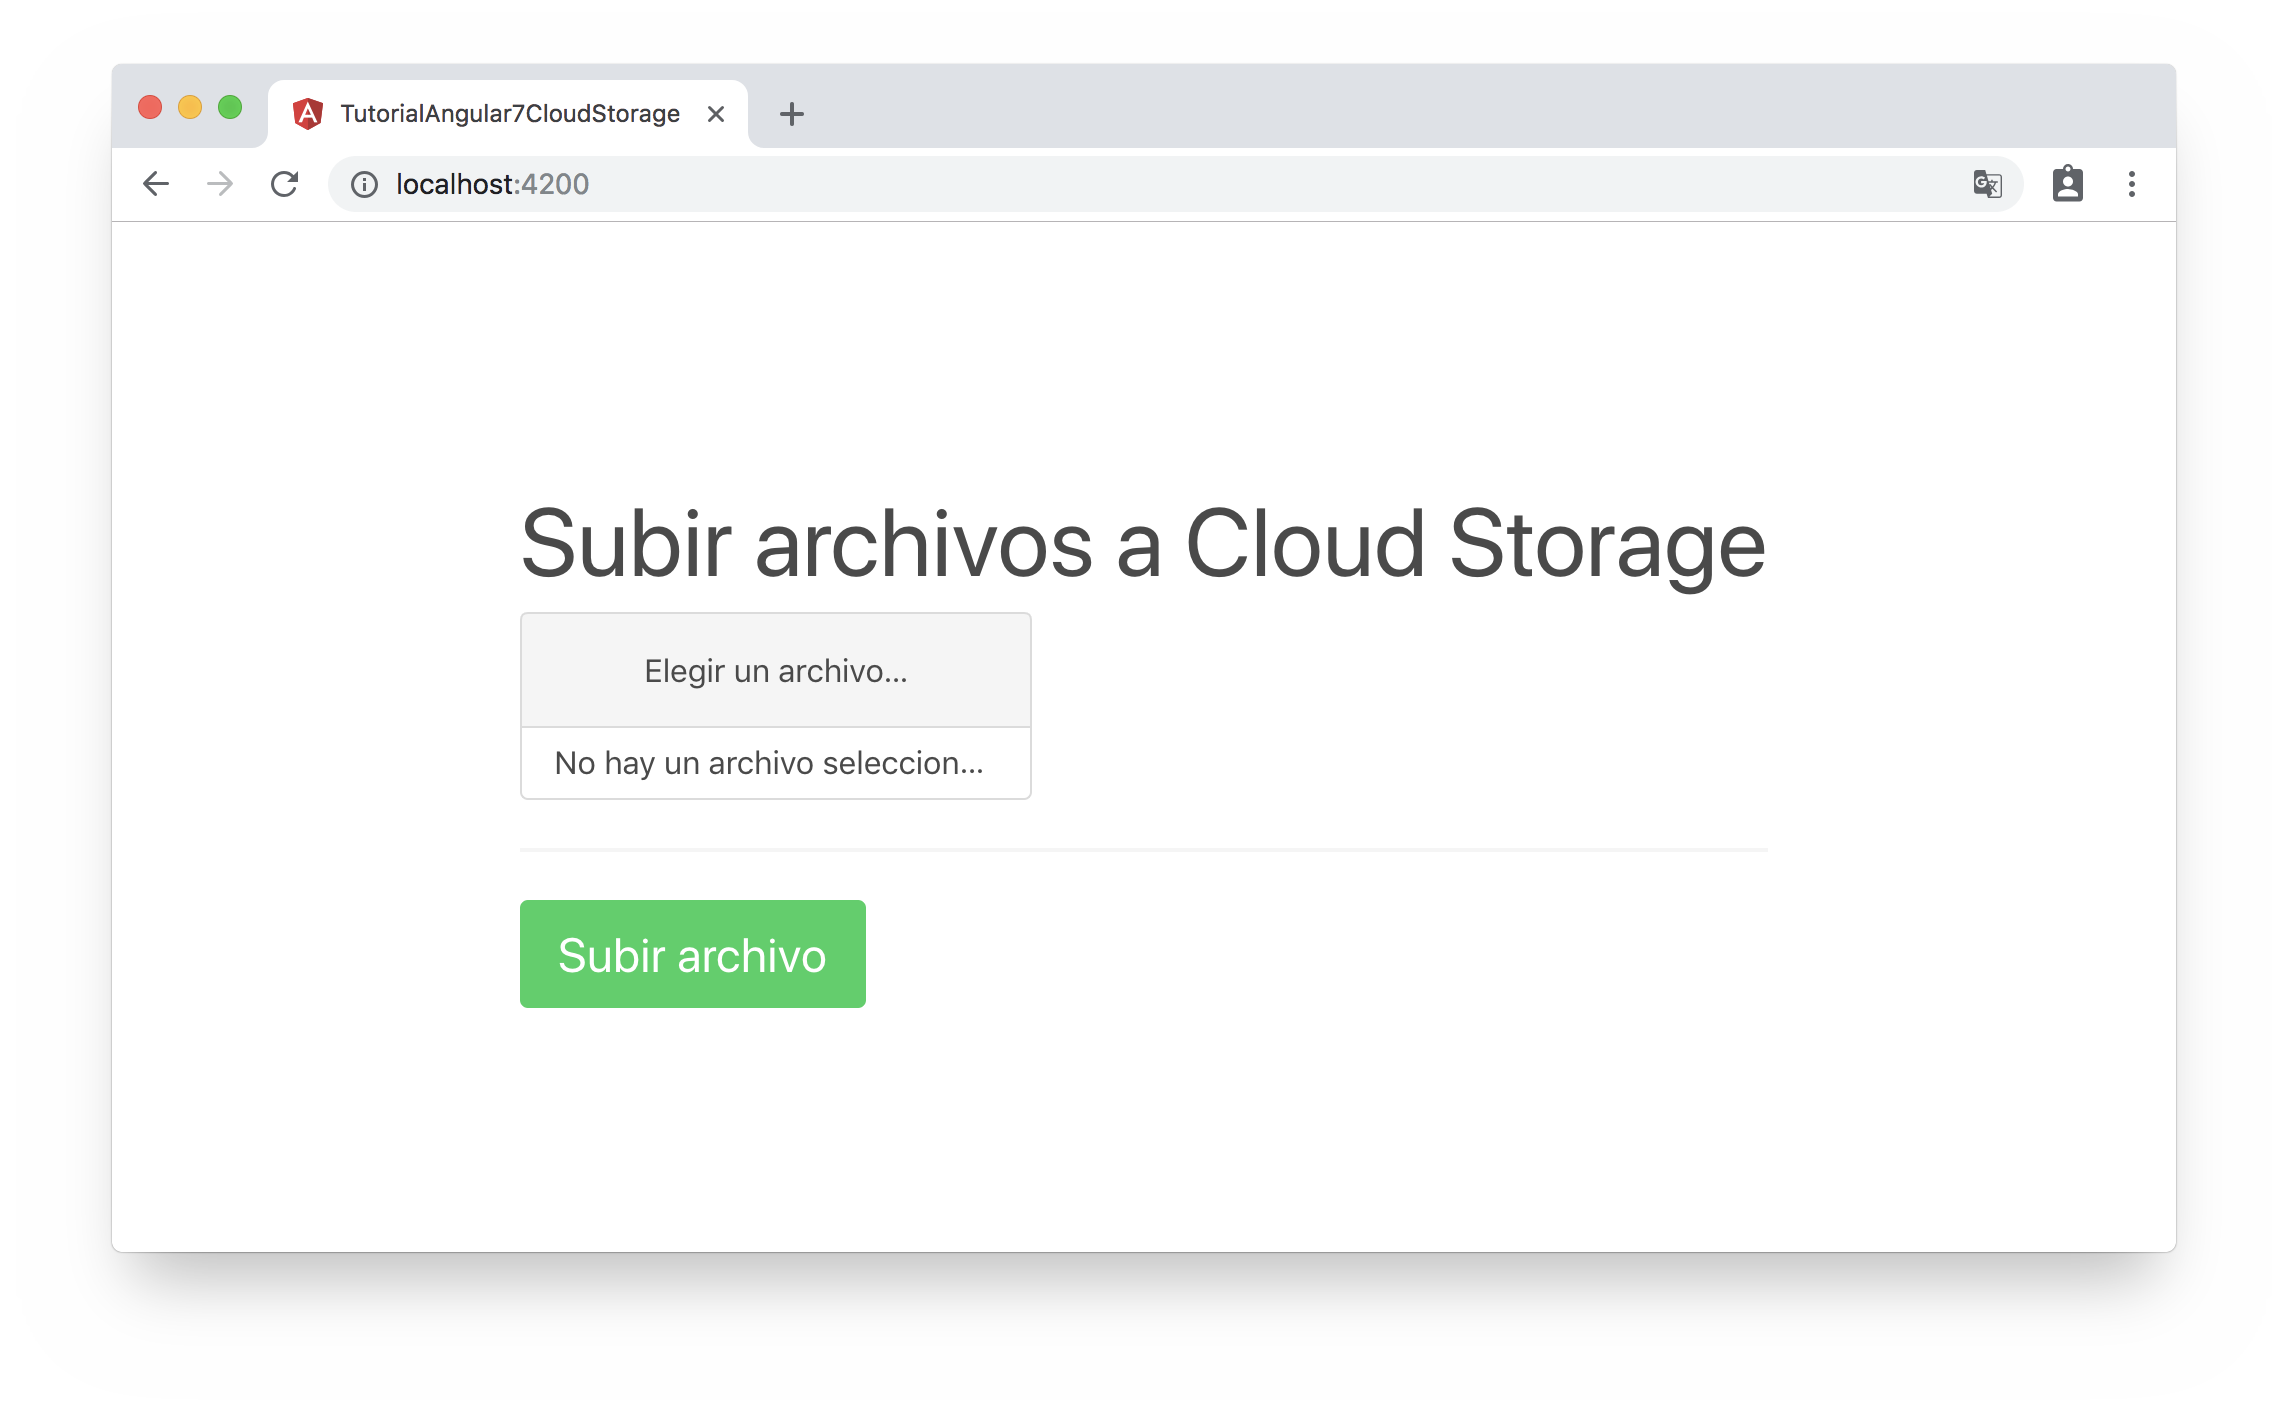 TutorialAngular7CloudStorage
localhost:4200
Subir archivos a Cloud Storage
Elegir un archivo...
No hay un archivo seleccion...
Subir archivo